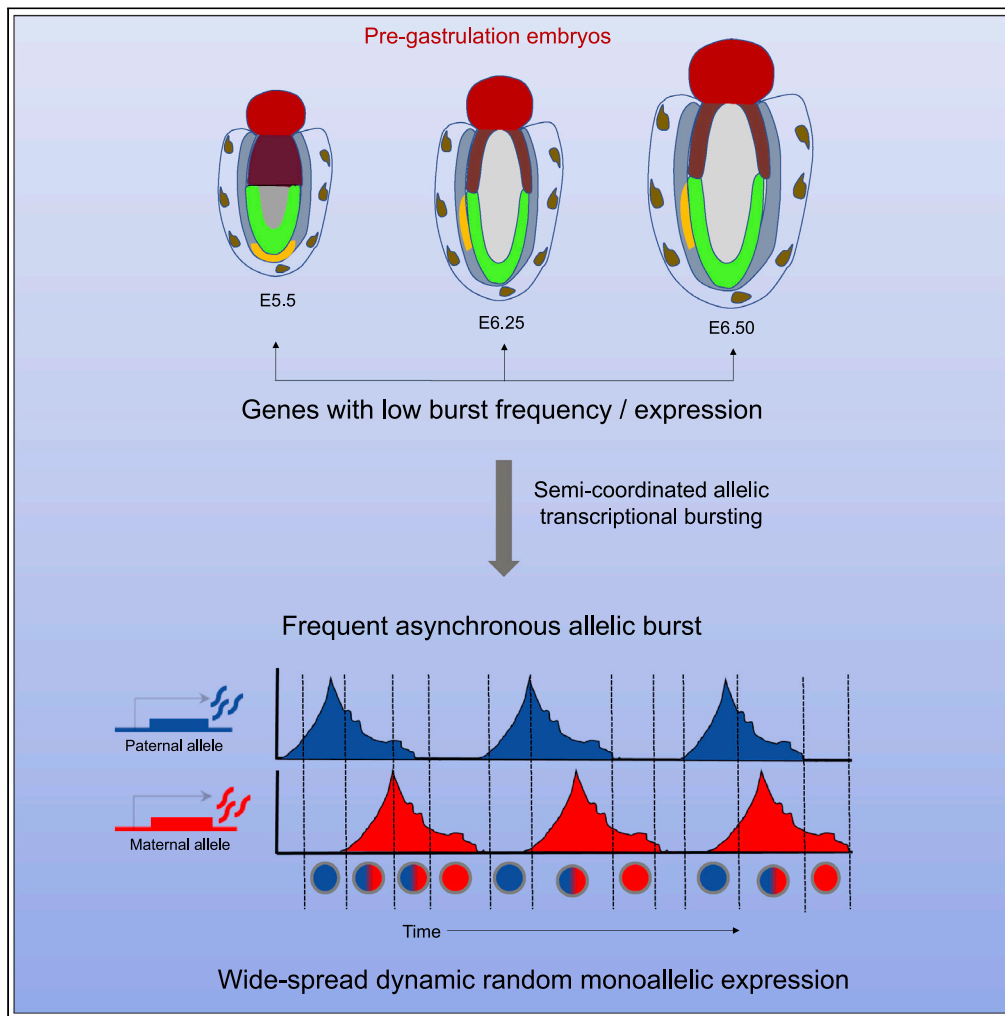 Pre-gastrulation embryos
E5.5
E6.25
E6.50
Genes with low burst frequency / expression
Semi-coordinated allelic
transcriptional bursting
Frequent asynchronous allelic burst
Paternal allele
Maternal allele
Time
Wide-spread dynamic random monoallelic expression